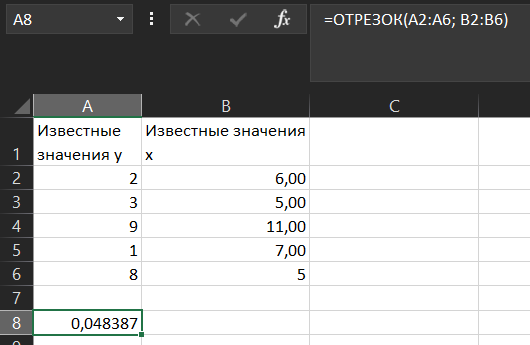 A8 fx =ОТРЕЗОК(A2:A6; B2:B6)
A B C
Известные Известные значения
1 значения y x
2 2 6,00
3 3 5,00
4 9 11,00
5 1 7,00
6 8 5
7
8 0,048387